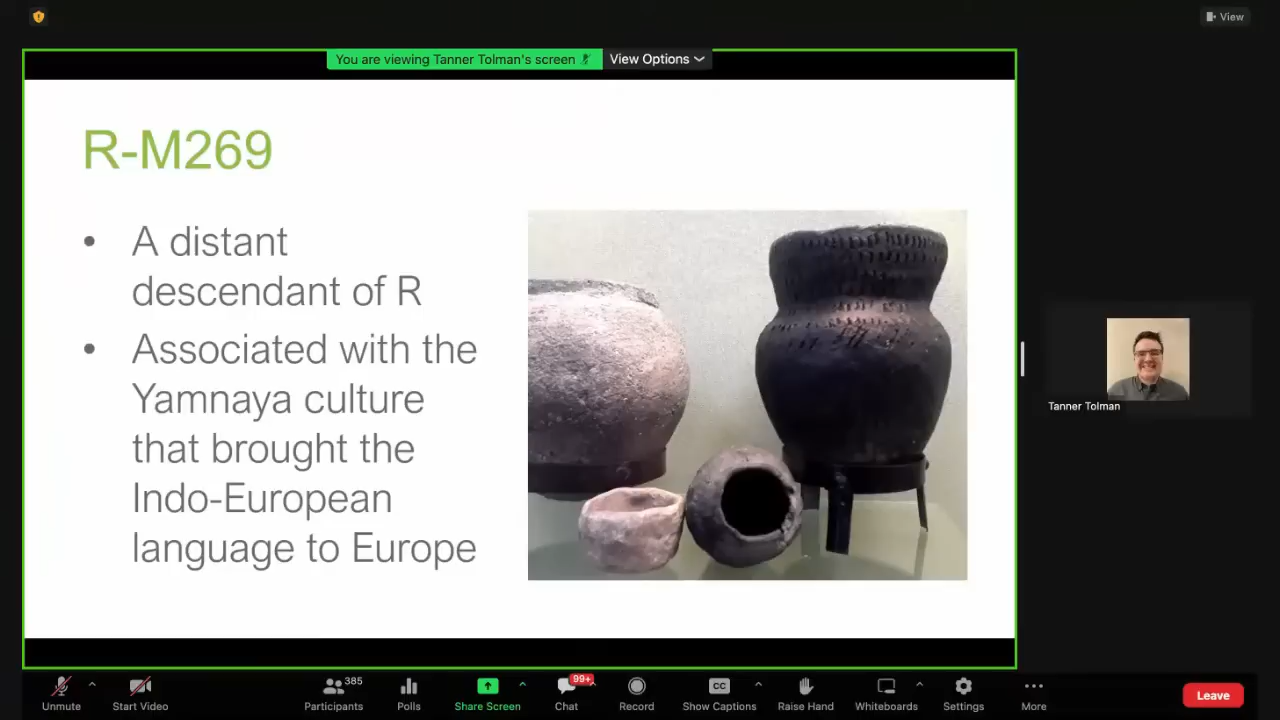 View
You are viewing Tanner Tolman's screen
View Options
R-M269
• A distant
descendant of R
• Associated with the
Yamnaya culture
that brought the
Indo-European
language to Europe
Tanner Tolman
385
99+
CC
Unmute
Start Video
Participants
Polls
Share Screen
Chat
Record
Show Captions
Raise Hand
Whiteboards
Settings
More
Leave